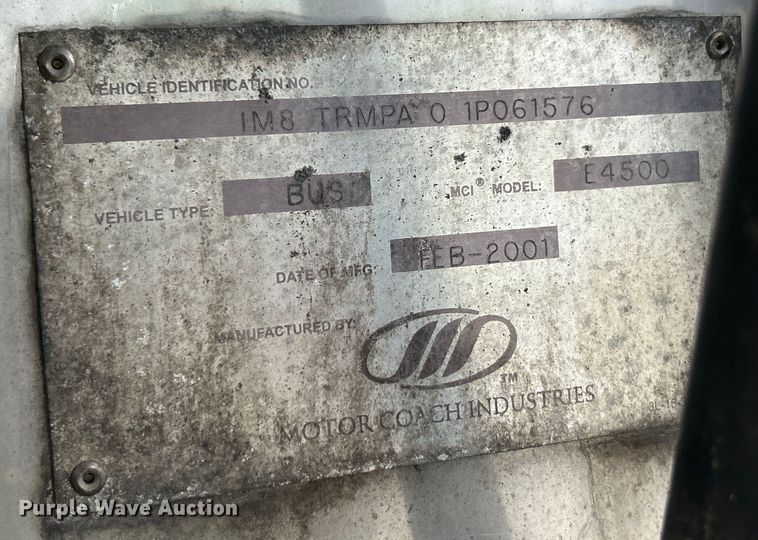 VEHICLE IDENTIFICATION NO.
1M8 TRMPA 0 1P061576
VEHICLE TYPE: BUS MCI® MODEL: E4500
DATE OF MFG: FEB-2001
MANUFACTURED BY:
TM
MOTOR COACH INDUSTRIES
Purple Wave Auction